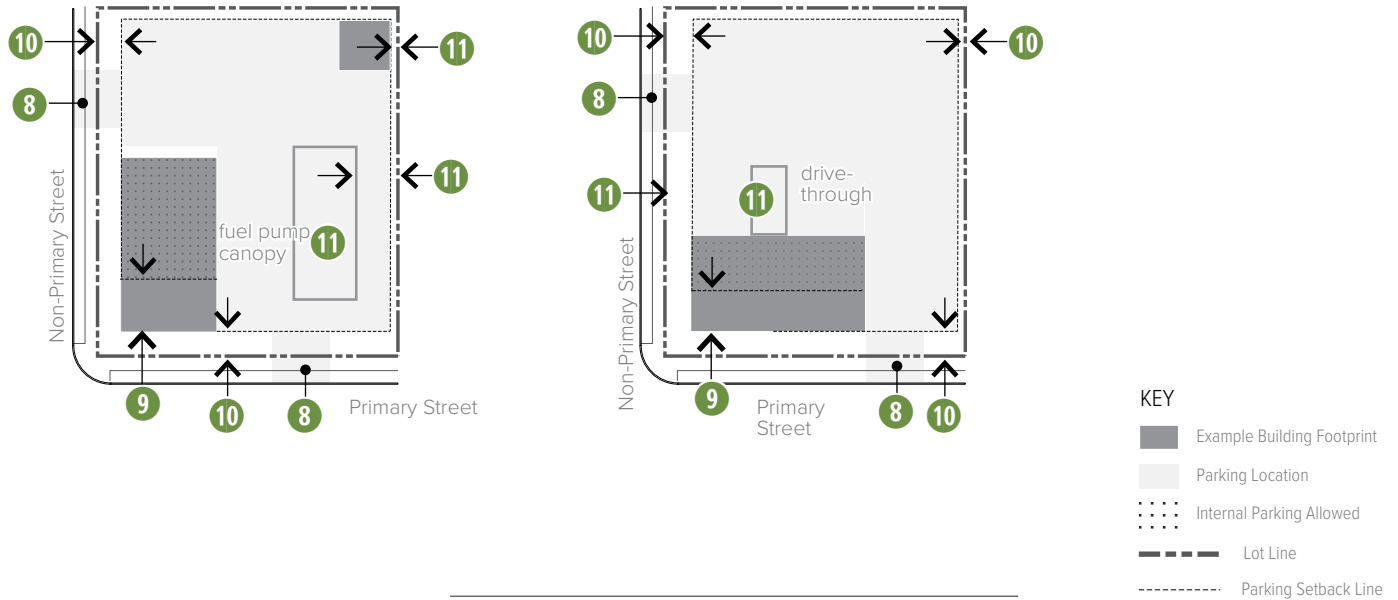 10
11
8
11
Non-Primary Street
fuel pump
canopy
11
9
10
8
Primary Street
10
10
8
11
11
drive-
through
Non-Primary Street
9
Primary
Street
8
10
KEY
Example Building Footprint
Parking Location
Internal Parking Allowed
Lot Line
Parking Setback Line